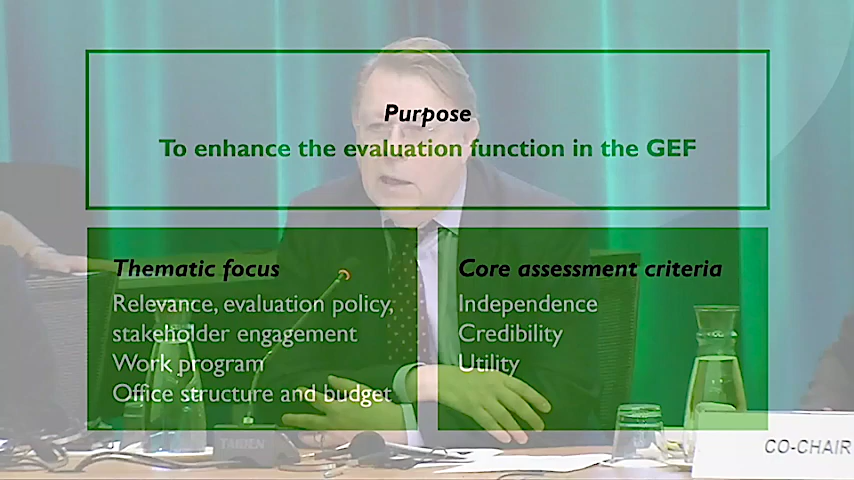 Purpose
To enhance the evaluation function in the GEF
Thematic focus
Relevance, evaluation policy,
stakeholder engagement
Work program
Office structure and budget
Core assessment criteria
Independence
Credibility
Utility
TAIDEN
CO-CHAIR